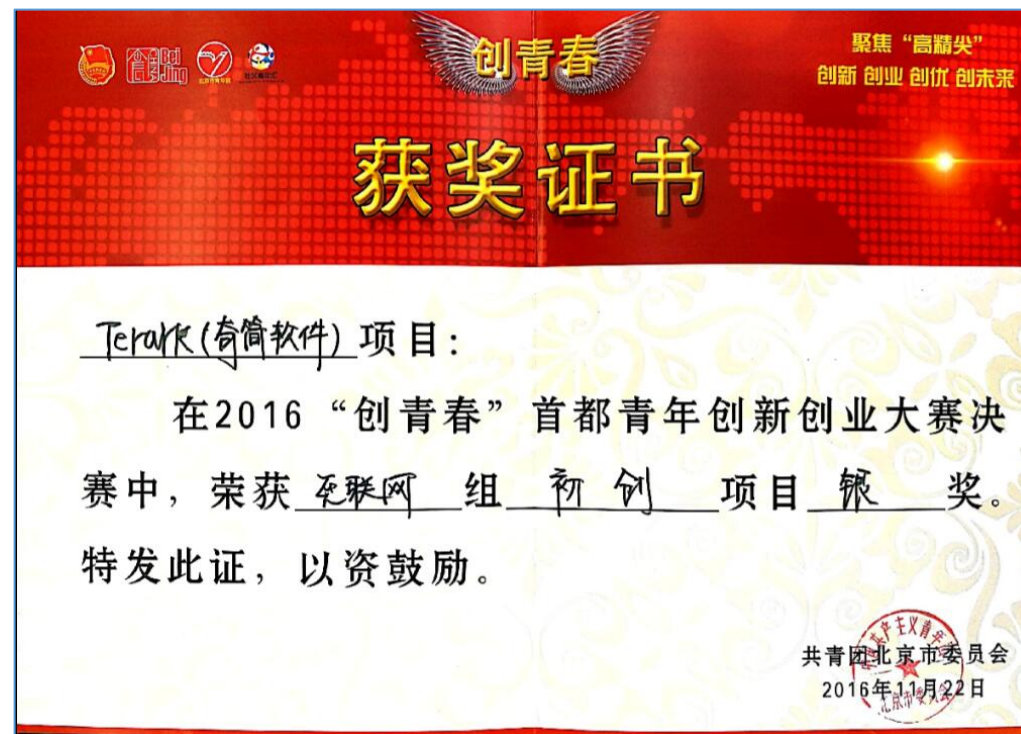 青 Bei Jing
创青春
聚焦“高精尖”
创新 创业 创优 创未来
获奖证书
Terark(奇简软件)项目:
在2016“创青春”首都青年创新创业大赛决
赛中,荣获 互联网 组 初创 项目 银 奖。
特发此证,以资鼓励。
共青团北京市委员会
2016年11月22日